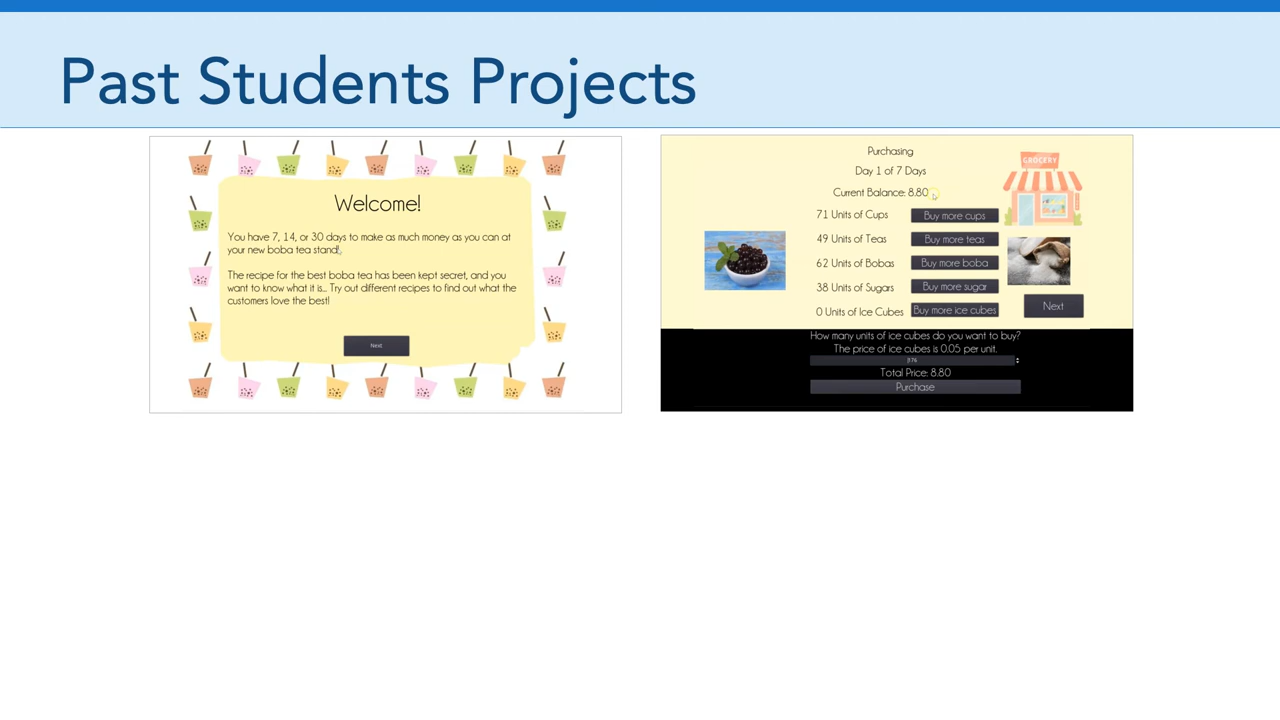 Past Students Projects
Welcome!
You have 7, 14, or 30 days to make as much money as you can at
your new boba tea stand!
The recipe for the best boba tea has been kept secret, and you
want to know what it is... Try out different recipes to find out what the
customers love the best!
Next
Purchasing
Day 1 of 7 Days
Current Balance: 8.80
GROCERY
71 Units of Cups
Buy more cups
49 Units of Teas
Buy more teas
62 Units of Bobas
Buy more boba
38 Units of Sugars
Buy more sugar
0 Units of Ice Cubes
Buy more ice cubes
Next
How many units of ice cubes do you want to buy?
The price of ice cubes is 0.05 per unit.
176
Total Price: 8.80
Purchase